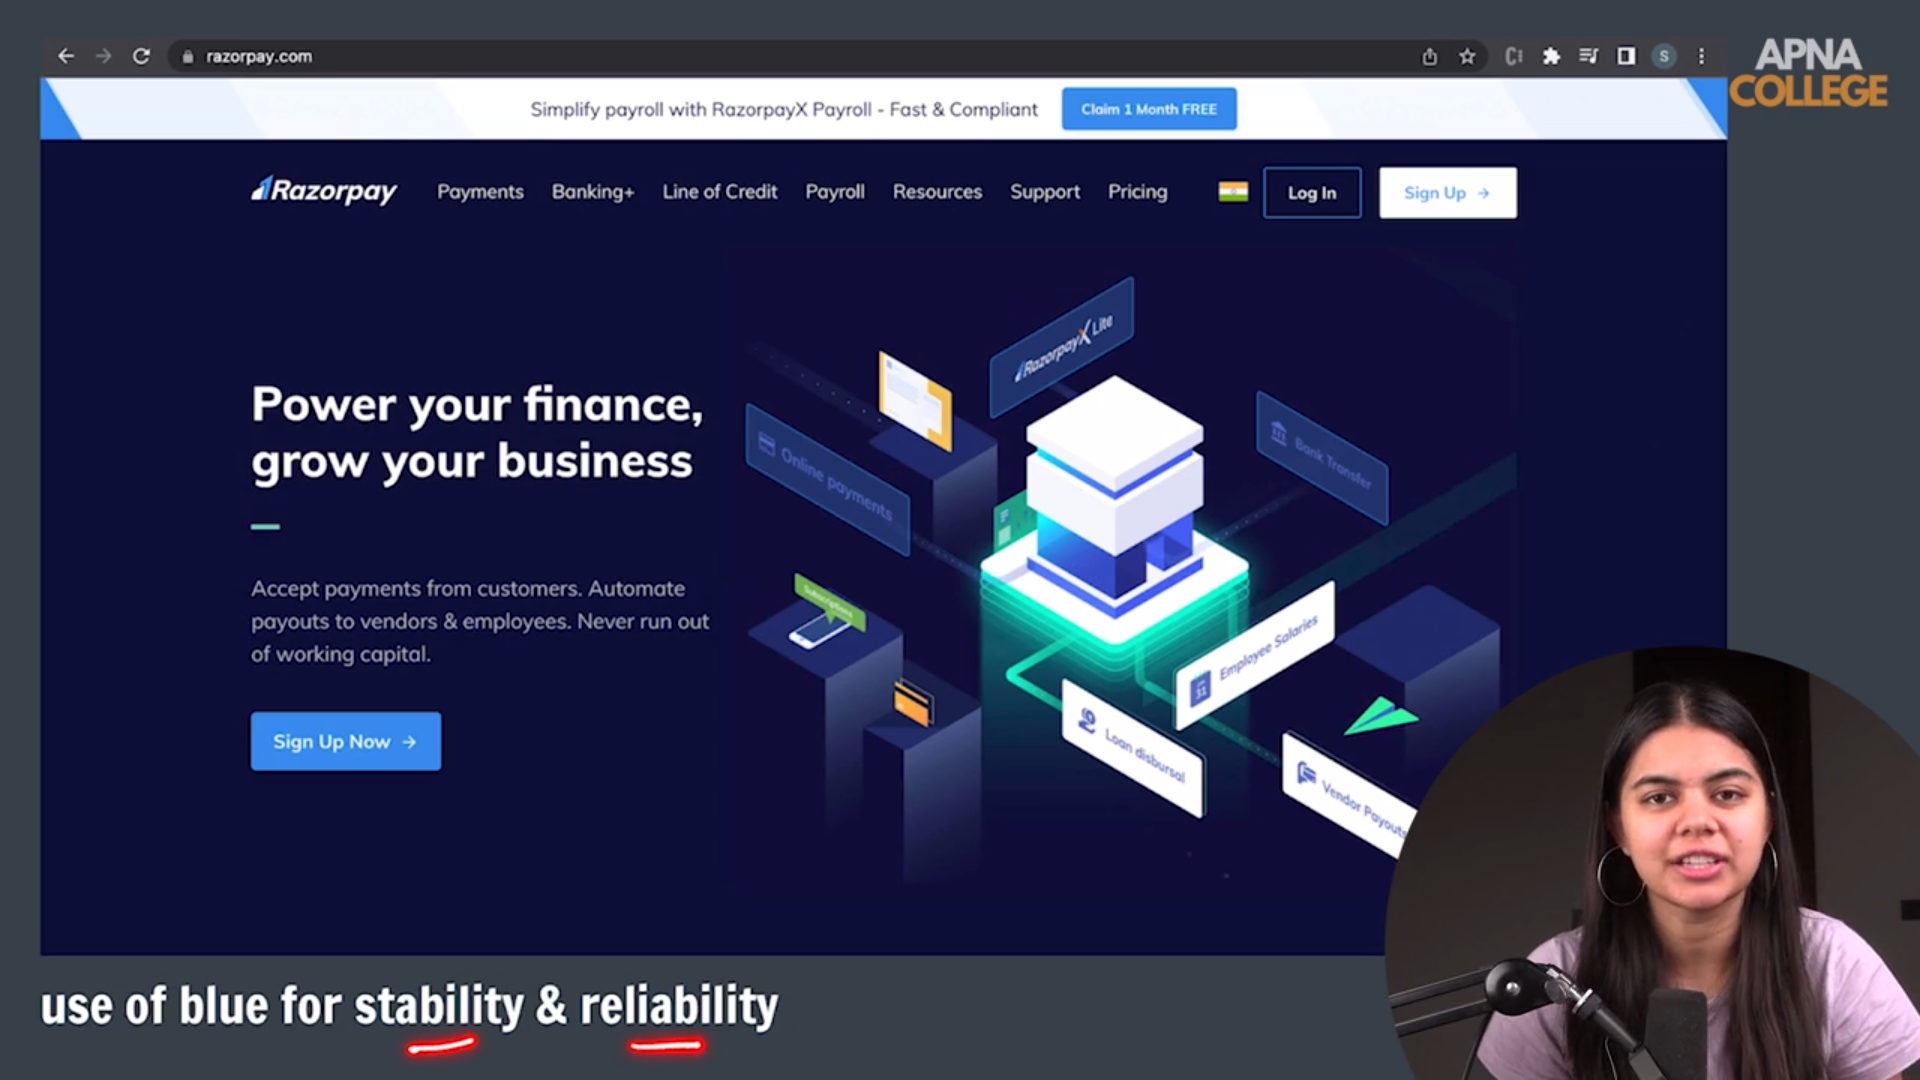 razorpay.com
S
APNA
COLLEGE
Simplify payroll with RazorpayX Payroll - Fast & Compliant
Claim 1 Month FREE
Razorpay
Payments
Banking+
Line of Credit
Payroll
Resources
Support
Pricing
Log In
Sign Up →
Power your finance,
grow your business
Accept payments from customers. Automate
payouts to vendors & employees. Never run out
of working capital.
Sign Up Now →
RazorpayX Lite
Online payments
Bank Transfer
Subscriptions
31
Employee Salaries
Loan disbursal
Vendor Payouts
use of blue for stability & reliability